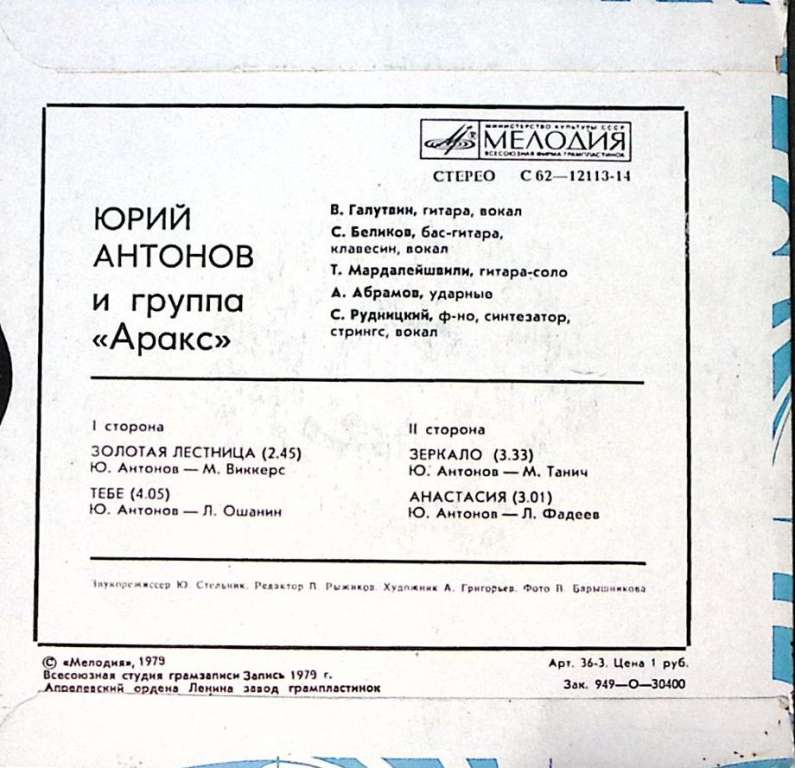 МИНИСТЕРСТВО КУЛЬТУРЫ СССР
МЕЛОДИЯ
ВСЕСОЮЗНАЯ ФИРМА ГРАМПЛАСТИНОК
СТЕРЕО С 62—12113-14
ЮРИЙ
АНТОНОВ
и группа
«Аракс»
В. Галутвин, гитара, вокал
С. Беликов, бас-гитара,
клавесин, вокал
Т. Мардалейшвили, гитара-соло
А. Абрамов, ударные
С. Рудницкий, ф-но, синтезатор,
стрингс, вокал
I сторона
ЗОЛОТАЯ ЛЕСТНИЦА (2.45)
Ю. Антонов — М. Виккерс
ТЕБЕ (4.05)
Ю. Антонов — Л. Ошанин
II сторона
ЗЕРКАЛО (3.33)
Ю. Антонов — М. Танич
АНАСТАСИЯ (3.01)
Ю. Антонов — Л. Фадеев
Звукорежиссер Ю. Стельник. Редактор П. Рыжиков. Художник А. Григорьев. Фото В. Барышникова
© «Мелодия», 1979
Всесоюзная студия грамзаписи Запись 1979 г.
Апрелевский ордена Ленина завод грампластинок
Арт. 36-3. Цена 1 руб.
Зак. 949—О—30400